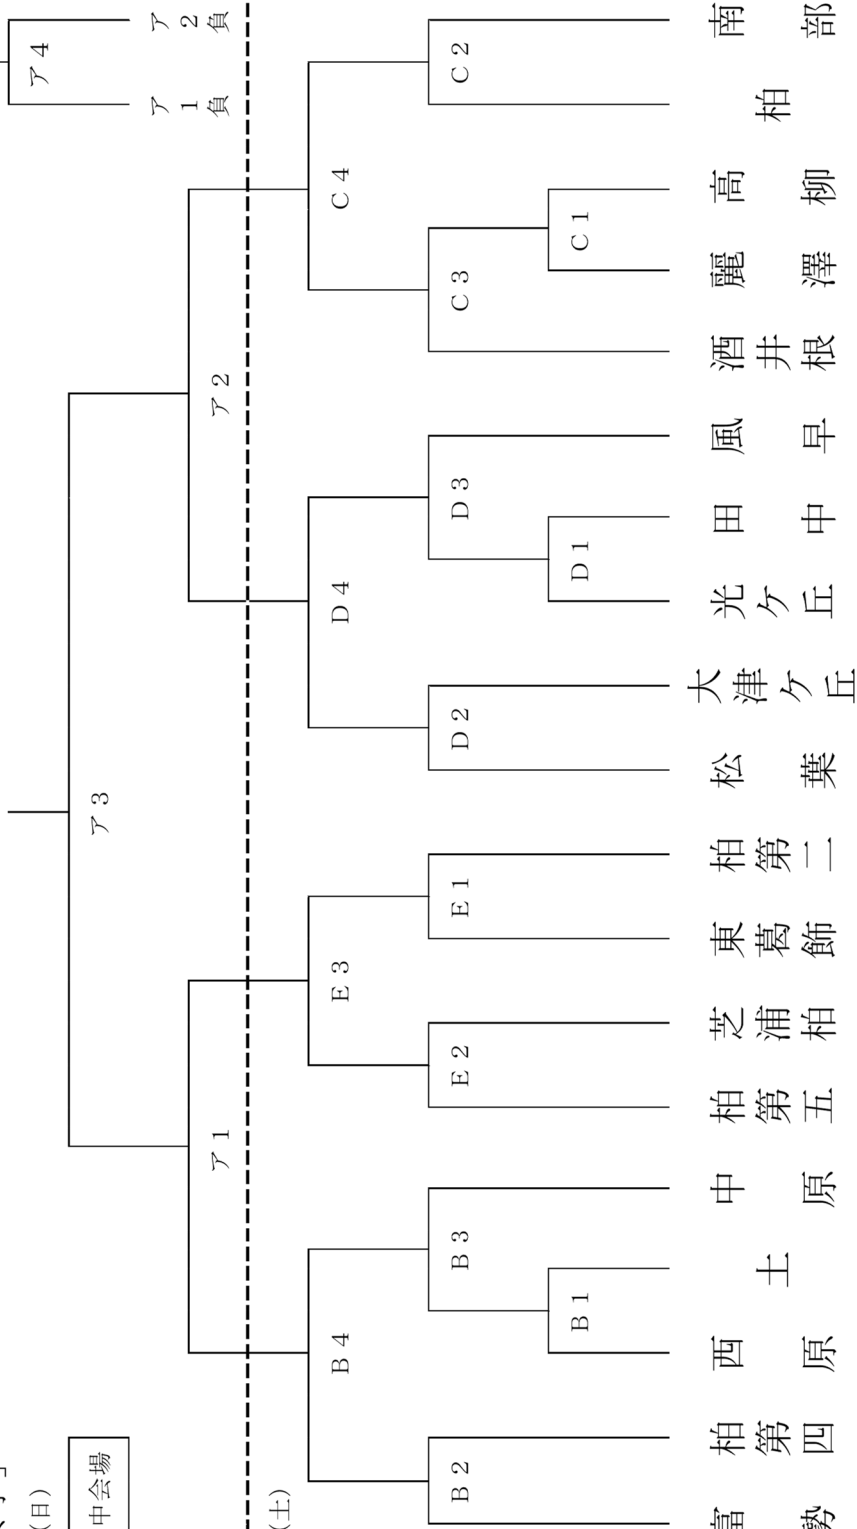 (日)
中会場
(土)
ア4
ア2負
ア1負
ア3
ア2
ア1
C4
D4
E3
B4
C2
C3
D3
D2
E1
E2
B3
B2
C1
D1
B1
南部
柏
高柳
麗澤
酒井根
風早
田中
光ケ丘
大津ケ丘
松葉
柏第二
東葛飾
芝浦柏
柏第五
中原
土
西原
柏第四
富勢